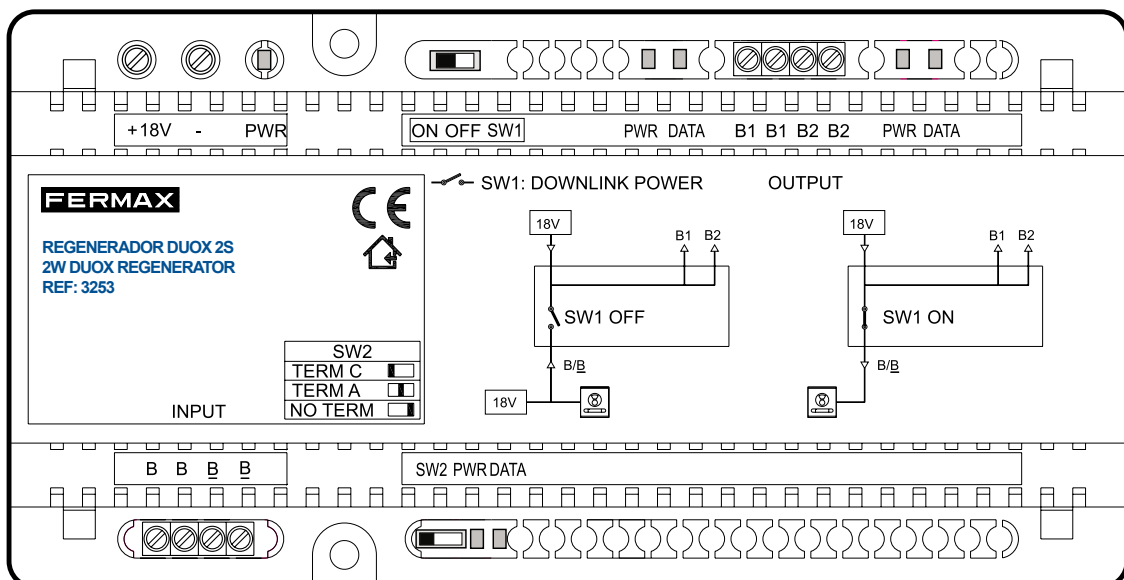 +18V - PWR ON OFF SW1 PWR DATA B1 B1 B2 B2 PWR DATA
FERMAX
CE
REGENERADOR DUOX 2S
2W DUOX REGENERATOR
REF: 3253
SW2
TERM C
TERM A
NO TERM
INPUT
SW1: DOWNLINK POWER OUTPUT
18V
B1 B2
SW1 OFF
B/B
18V
18V
B1 B2
SW1 ON
B/B
B B B B SW2 PWR DATA